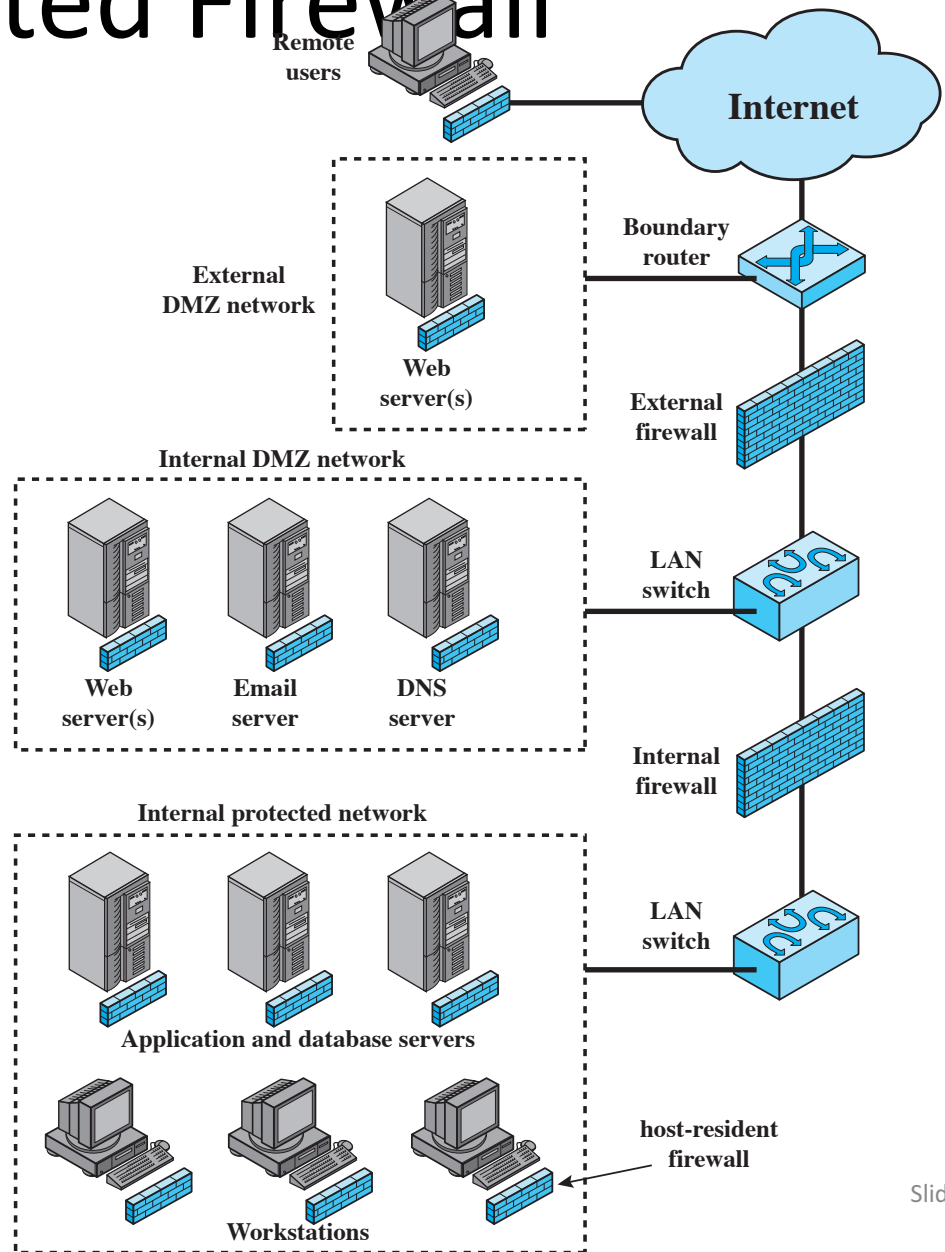 ted Firewall
Remote
users
Internet
Boundary
router
External
DMZ network
Web
server(s)
External
firewall
Internal DMZ network
LAN
switch
Web
server(s)
Email
server
DNS
server
Internal
firewall
Internal protected network
LAN
switch
Application and database servers
host-resident
firewall
Workstations
Slid